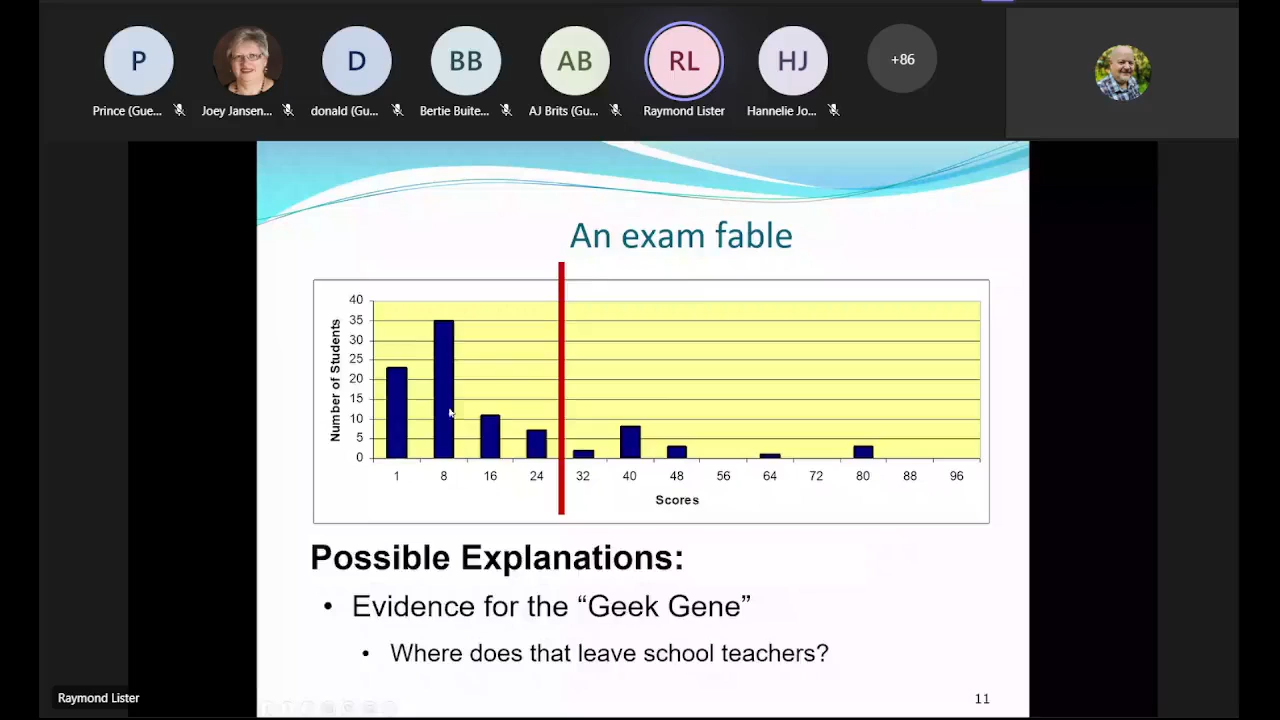 P
D
BB
AB
RL
HJ
+86
Prince (Gue...
Joey Jansen...
donald (Gu...
Bertie Buite...
AJ Brits (Gu...
Raymond Lister
Hannelie Jo...
An exam fable
40
35
30
25
20
15
10
5
0
Number of Students
1 8 16 24 32 40 48 56 64 72 80 88 96
Scores
Possible Explanations:
• Evidence for the “Geek Gene”
• Where does that leave school teachers?
Raymond Lister
11